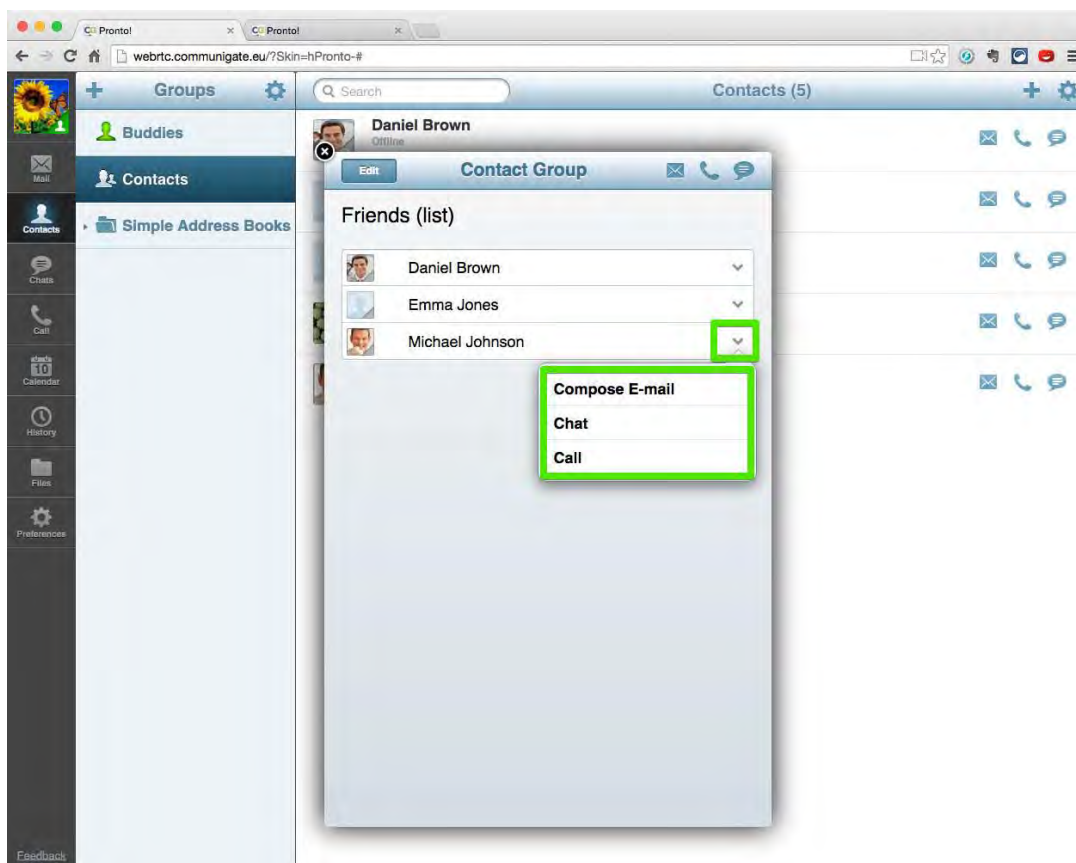 Pronto!
Pronto!
webrtc.communigate.eu/?Skin=hPronto-#
Groups
Search
Contacts (5)
Buddies
Daniel Brown
Offline
Mail
Contacts
Edit
Contact Group
Contacts
Simple Address Books
Friends (list)
Daniel Brown
Chats
Emma Jones
Call
Michael Johnson
10
Calendar
Compose E-mail
Chat
History
Call
Files
Preferences
Feedback